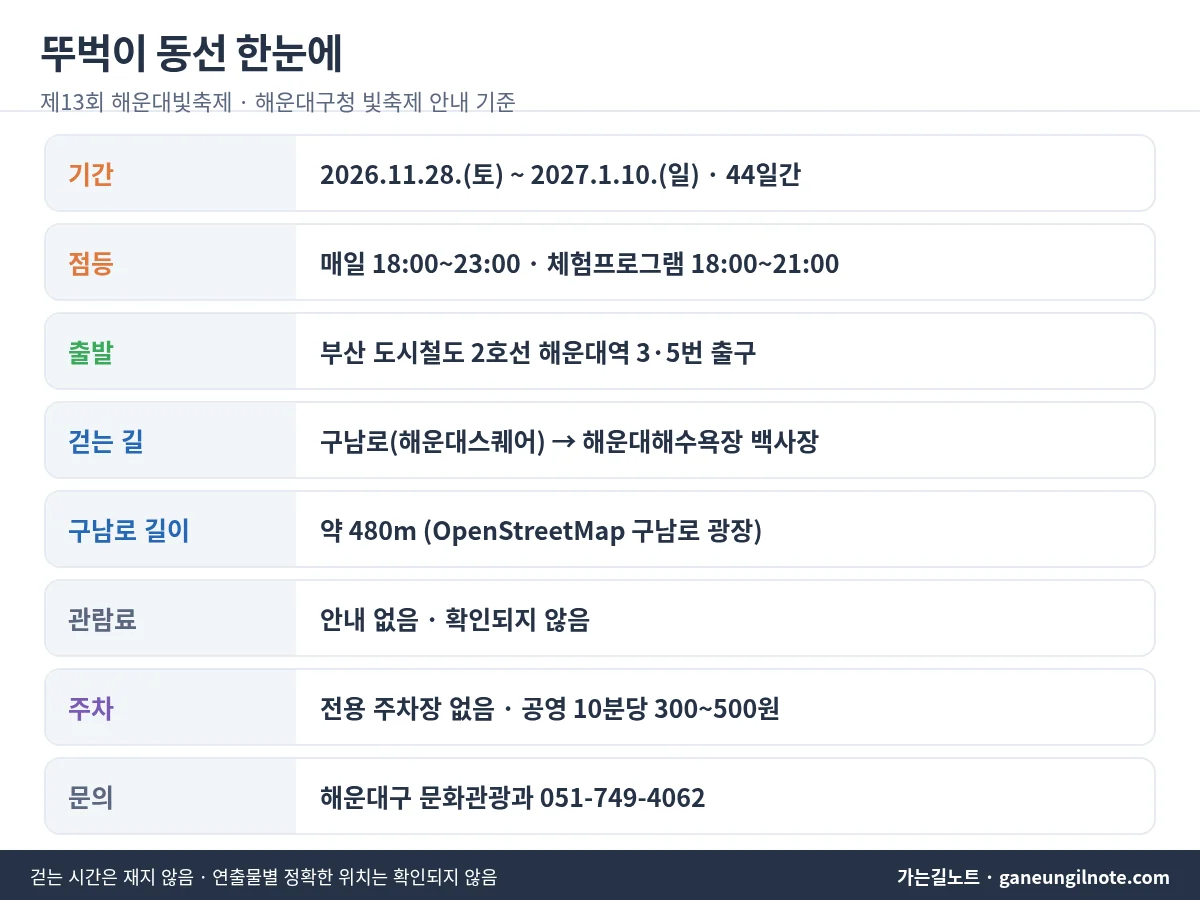 뚜벅이 동선 한눈에
제13회 해운대빛축제 · 해운대구청 빛축제 안내 기준
기간 2026.11.28.(토) ~ 2027.1.10.(일) · 44일간
점등 매일 18:00~23:00 · 체험프로그램 18:00~21:00
출발 부산 도시철도 2호선 해운대역 3·5번 출구
걷는 길 구남로(해운대스퀘어) → 해운대해수욕장 백사장
구남로 길이 약 480m (OpenStreetMap 구남로 광장)
관람료 안내 없음 · 확인되지 않음
주차 전용 주차장 없음 · 공영 10분당 300~500원
문의 해운대구 문화관광과 051-749-4062
걷는 시간은 재지 않음 · 연출물별 정확한 위치는 확인되지 않음
가는길노트 · ganeungilnote.com